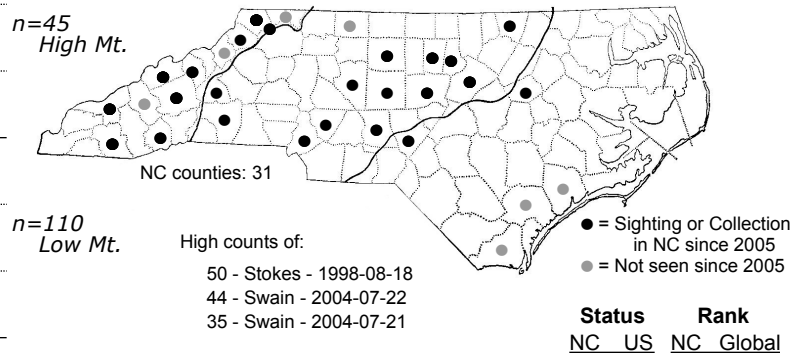 n=45
High Mt.
NC counties: 31
n=110
Low Mt.
High counts of:
50 - Stokes - 1998-08-18
44 - Swain - 2004-07-22
35 - Swain - 2004-07-21
= Sighting or Collection
in NC since 2005
= Not seen since 2005
Status Rank
NC US NC Global